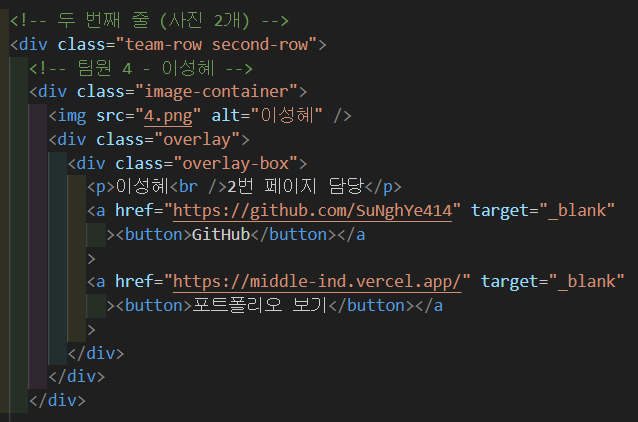 <!-- 두 번째 줄 (사진 2개) -->
<div class="team-row second-row">
<!-- 팀원 4 - 이성혜 -->
<div class="image-container">
<img src="4.png" alt="이성혜" />
<div class="overlay">
<div class="overlay-box">
<p>이성혜<br />2번 페이지 담당</p>
<a href="https://github.com/SuNghYe414" target="_blank"
><button>GitHub</button></a
>
<a href="https://middle-ind.vercel.app/" target="_blank"
><button>포트폴리오 보기</button></a
>
</div>
</div>
</div>